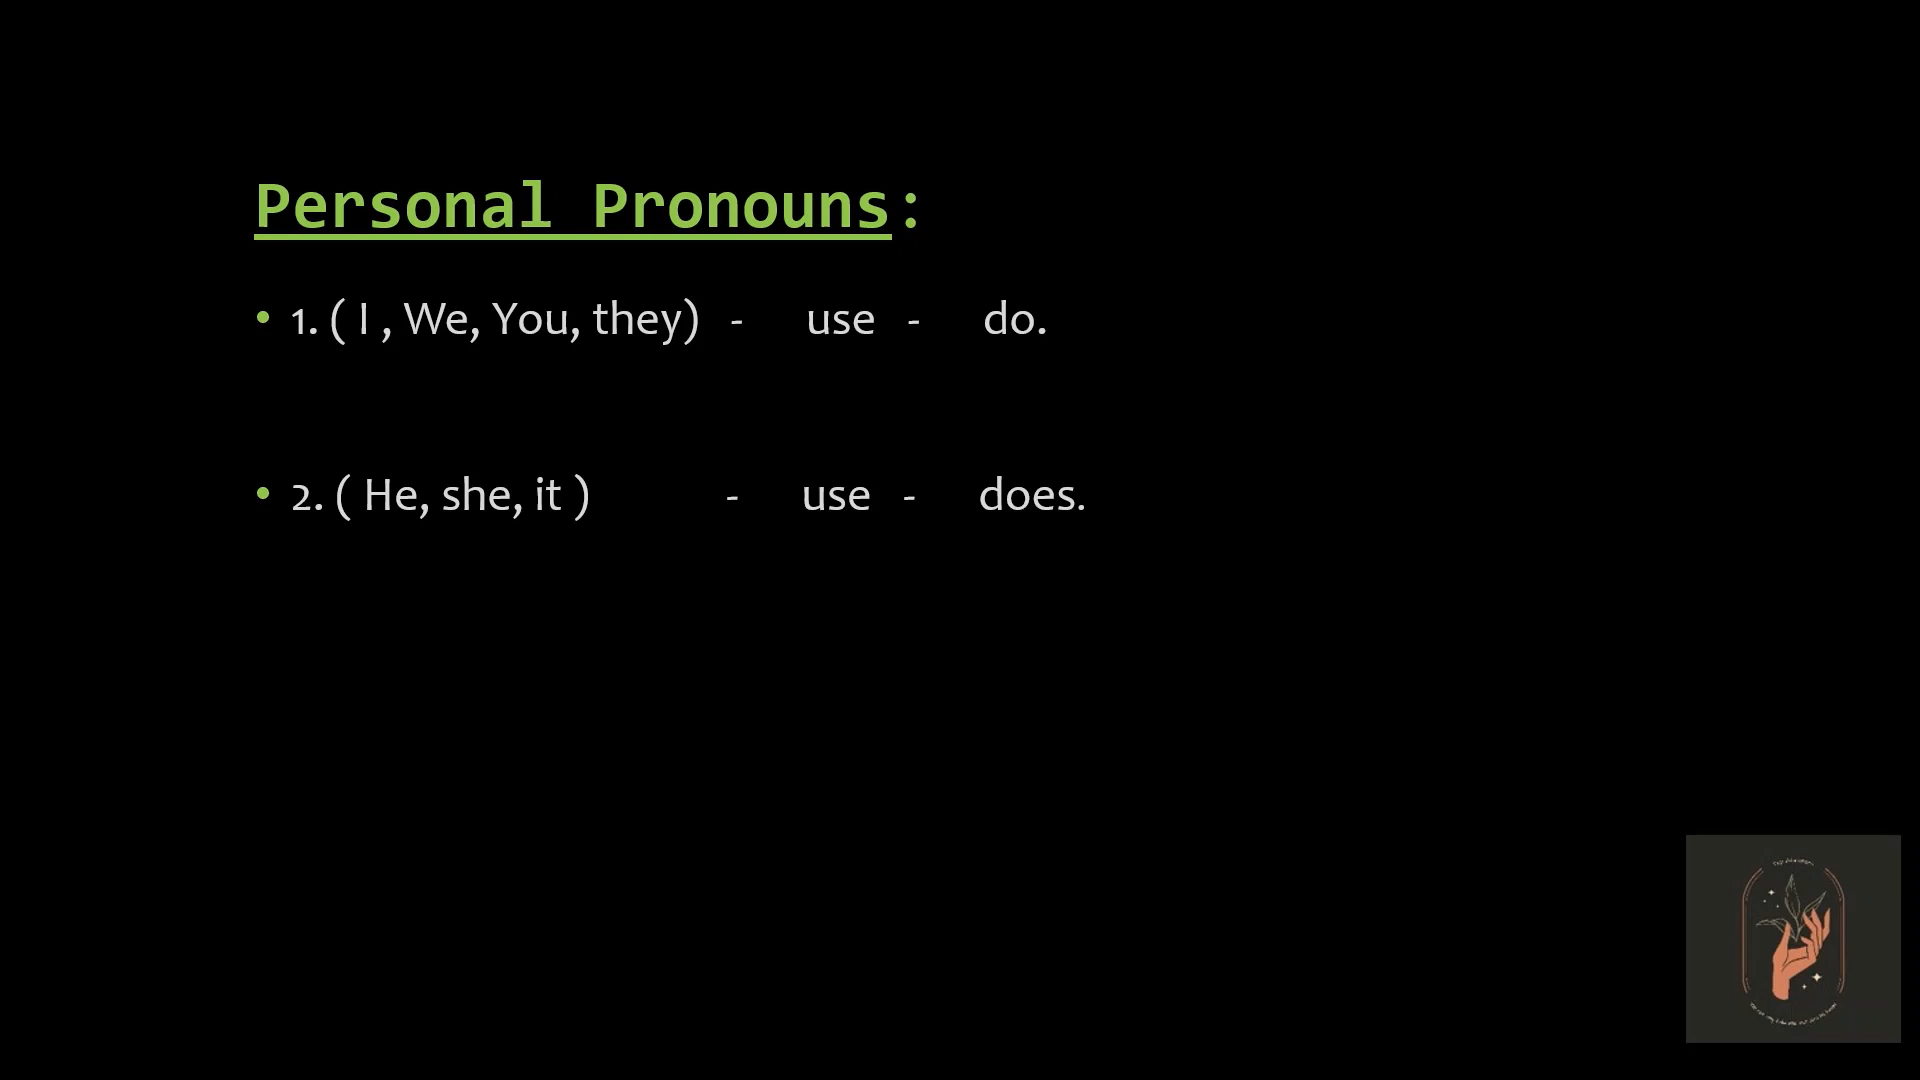 Personal Pronouns:
• 1. ( I , We, You, they) - use - do.
• 2. ( He, she, it ) - use - does.